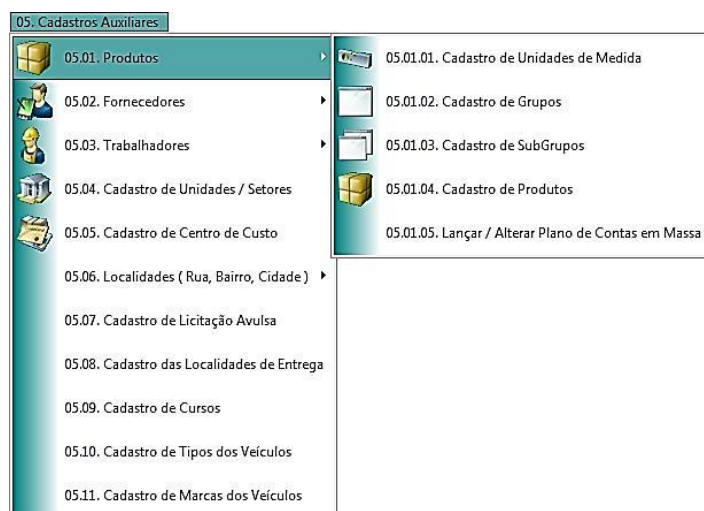 05. Cadastros Auxiliares
05.01. Produtos
05.02. Fornecedores
05.03. Trabalhadores
05.04. Cadastro de Unidades / Setores
05.05. Cadastro de Centro de Custo
05.06. Localidades ( Rua, Bairro, Cidade )
05.07. Cadastro de Licitação Avulsa
05.08. Cadastro das Localidades de Entrega
05.09. Cadastro de Cursos
05.10. Cadastro de Tipos dos Veículos
05.11. Cadastro de Marcas dos Veículos
05.01.01. Cadastro de Unidades de Medida
05.01.02. Cadastro de Grupos
05.01.03. Cadastro de SubGrupos
05.01.04. Cadastro de Produtos
05.01.05. Lançar / Alterar Plano de Contas em Massa